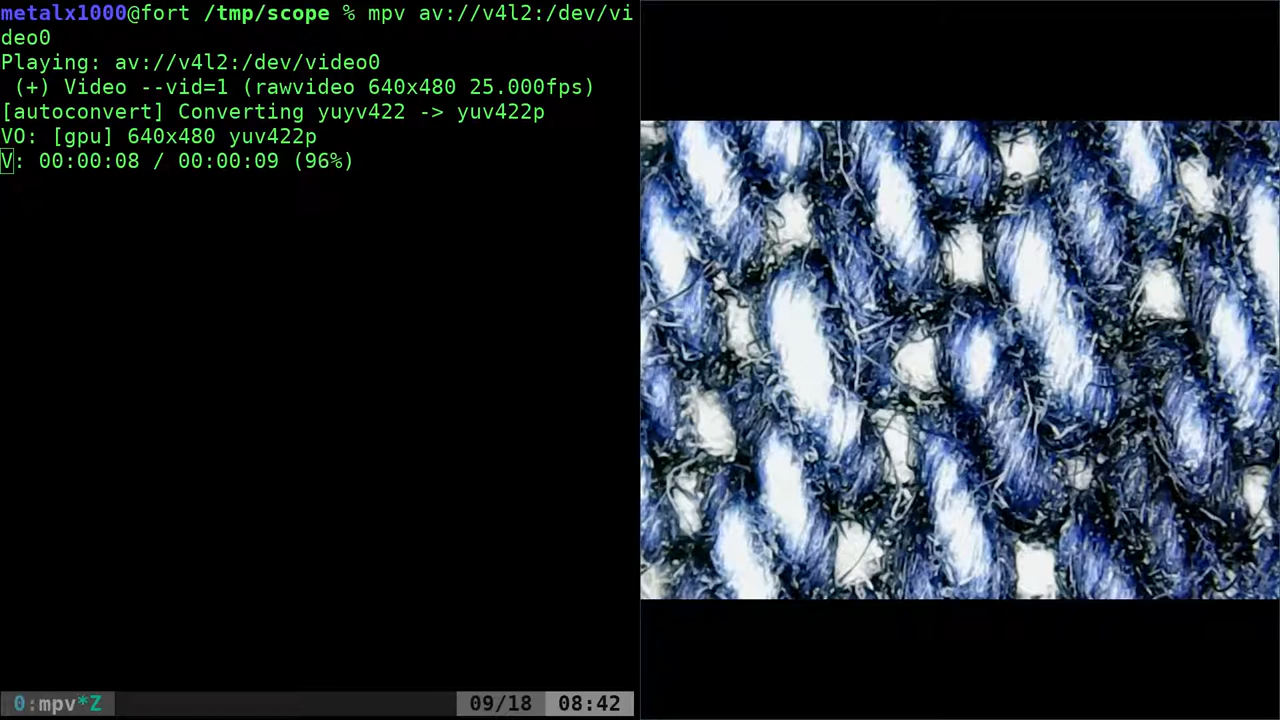 metalx1000@fort /tmp/scope % mpv av://v4l2:/dev/vi
deo0
Playing: av://v4l2:/dev/video0
 (+) Video --vid=1 (rawvideo 640x480 25.000fps)
[autoconvert] Converting yuyv422 -> yuv422p
VO: [gpu] 640x480 yuv422p
V: 00:00:08 / 00:00:09 (96%)
0:mpv*Z 09/18 08:42